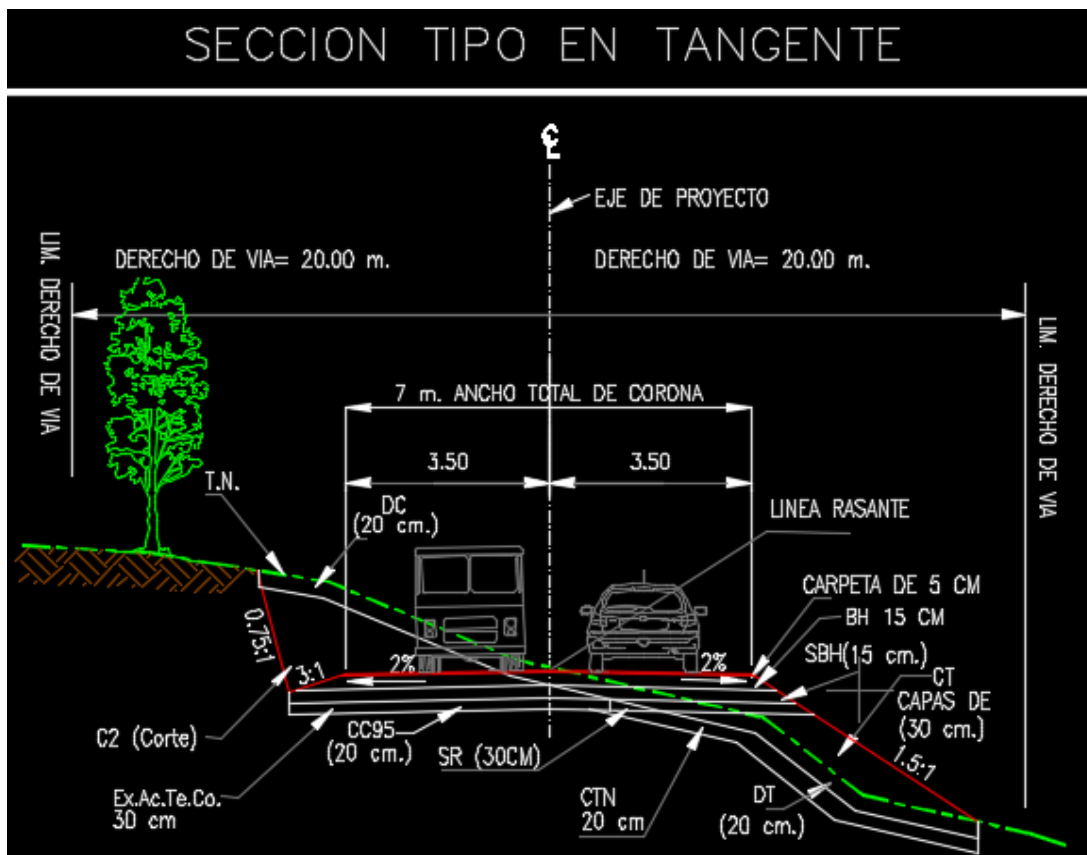 SECCION TIPO EN TANGENTE
℄
EJE DE PROYECTO
LIM. DERECHO DE VIA
DERECHO DE VIA= 20.00 m.
DERECHO DE VIA= 20.00 m.
LIM. DERECHO DE VIA
7 m. ANCHO TOTAL DE CORONA
3.50
3.50
T.N.
DC
(20 cm.)
LINEA RASANTE
CARPETA DE 5 CM
BH 15 CM
SBH(15 cm.)
CT
CAPAS DE
(30 cm.)
0.75:1
3:1
2%
2%
1.5:1
C2 (Corte)
CC95
(20 cm.)
SR (30CM)
Ex.Ac.Te.Co.
30 cm
CTN
20 cm
DT
(20 cm.)